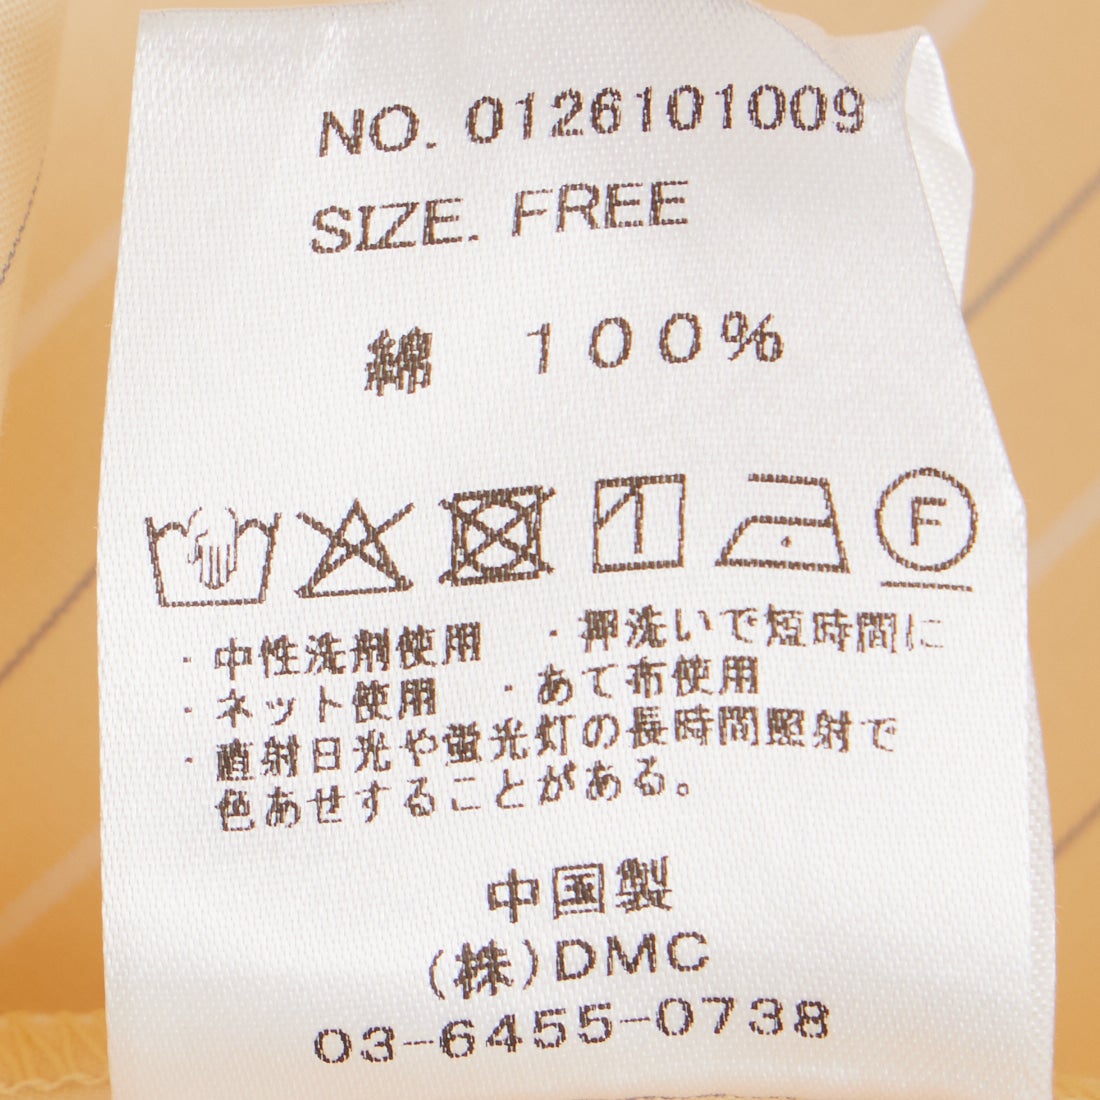 NO. 0126101009
SIZE. FREE
綿　100%
F
・中性洗剤使用　・押洗いで短時間に
・ネット使用　・あて布使用
・直射日光や蛍光灯の長時間照射で
色あせすることがある。
中国製
(株)DMC
03-6455-0738